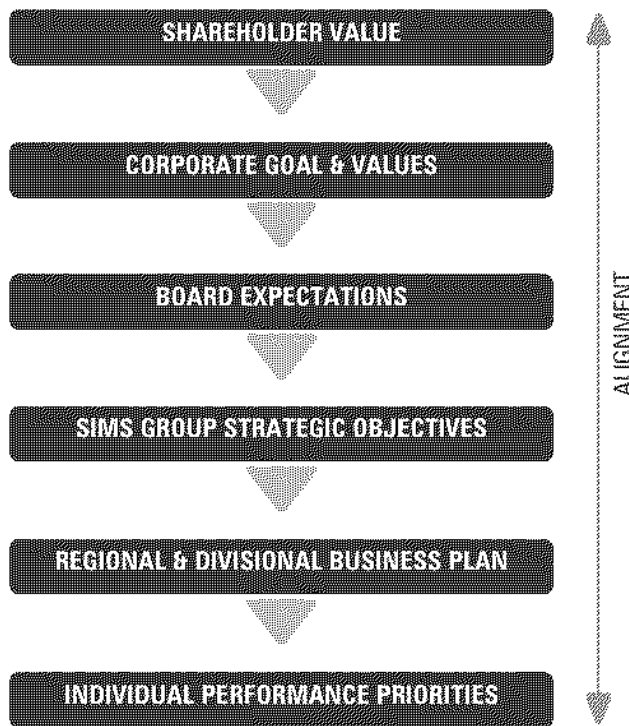 SHAREHOLDER VALUE
CORPORATE GOAL & VALUES
BOARD EXPECTATIONS
SIMS GROUP STRATEGIC OBJECTIVES
REGIONAL & DIVISIONAL BUSINESS PLAN
INDIVIDUAL PERFORMANCE PRIORITIES
ALIGNMENT